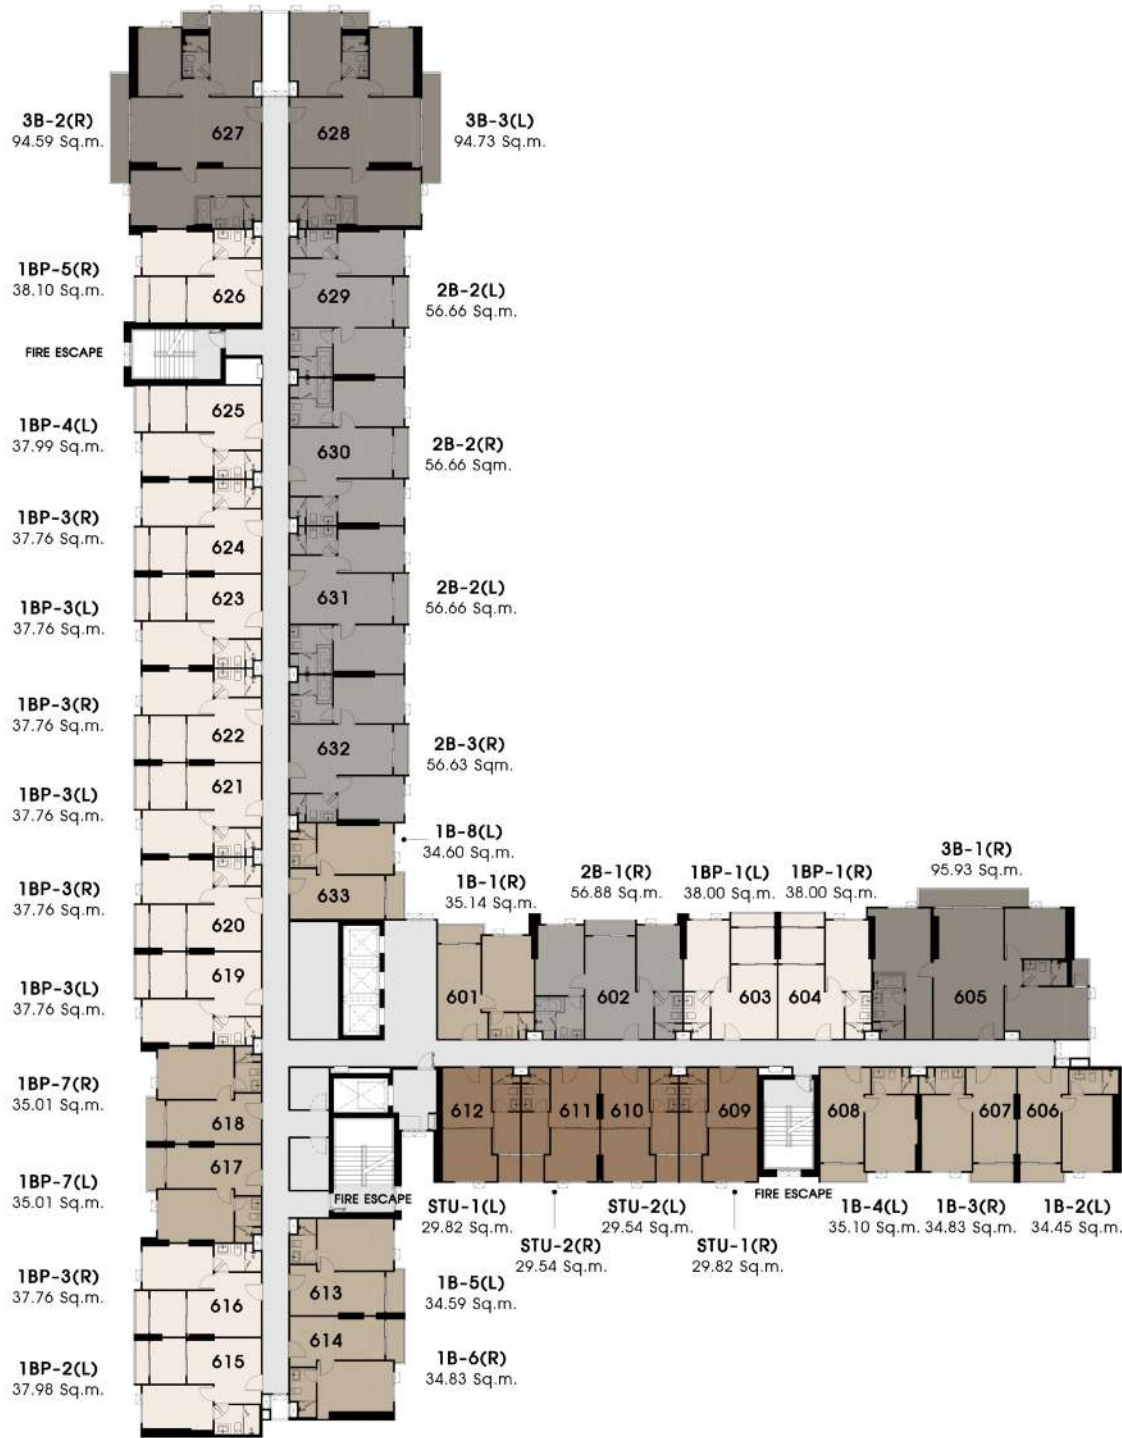 3B-2(R)
94.59 Sq.m.
627
628
3B-3(L)
94.73 Sq.m.
1BP-5(R)
38.10 Sq.m.
626
629
2B-2(L)
56.66 Sq.m.
FIRE ESCAPE
1BP-4(L)
37.99 Sq.m.
625
630
2B-2(R)
56.66 Sqm.
1BP-3(R)
37.76 Sq.m.
624
1BP-3(L)
37.76 Sq.m.
623
631
2B-2(L)
56.66 Sq.m.
1BP-3(R)
37.76 Sq.m.
622
632
2B-3(R)
56.63 Sqm.
1BP-3(L)
37.76 Sq.m.
621
1B-8(L)
34.60 Sq.m.
1BP-3(R)
37.76 Sq.m.
620
633
1B-1(R)
35.14 Sq.m.
2B-1(R)
56.88 Sq.m.
1BP-1(L)
38.00 Sq.m.
1BP-1(R)
38.00 Sq.m.
3B-1(R)
95.93 Sq.m.
1BP-3(L)
37.76 Sq.m.
619
601
602
603
604
605
1BP-7(R)
35.01 Sq.m.
618
612
611
610
609
608
607
606
1BP-7(L)
35.01 Sq.m.
617
FIRE ESCAPE
FIRE ESCAPE
STU-1(L)
29.82 Sq.m.
STU-2(R)
29.54 Sq.m.
STU-2(L)
29.54 Sq.m.
STU-1(R)
29.82 Sq.m.
1B-4(L)
35.10 Sq.m.
1B-3(R)
34.83 Sq.m.
1B-2(L)
34.45 Sq.m.
1BP-3(R)
37.76 Sq.m.
616
613
1B-5(L)
34.59 Sq.m.
1BP-2(L)
37.98 Sq.m.
615
614
1B-6(R)
34.83 Sq.m.